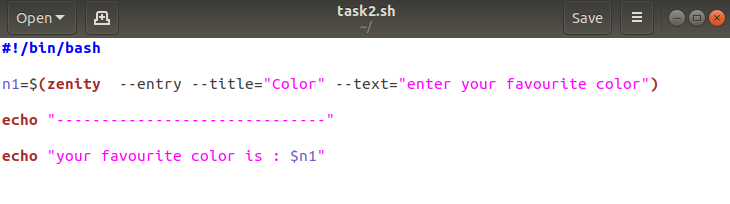 Open
task2.sh
~/
Save
#!/bin/bash
n1=$(zenity  --entry --title="Color" --text="enter your favourite color")
echo "------------------------------"
echo "your favourite color is : $n1"